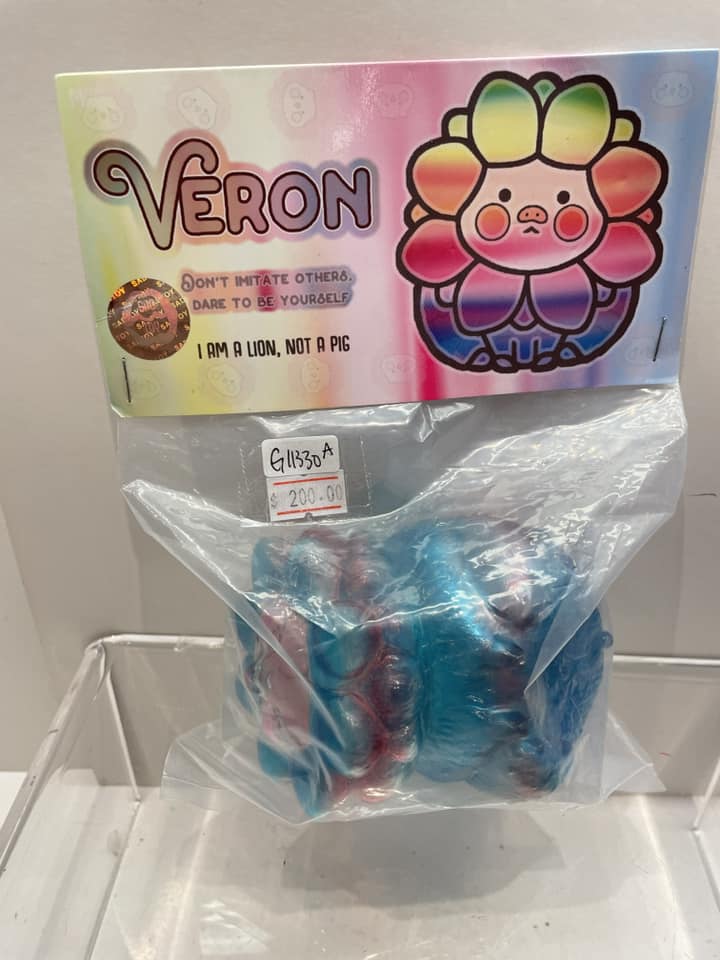 VERON
DON'T IMITATE OTHERS.
DARE TO BE YOURSELF
I AM A LION, NOT A PIG
G11330A
$ 200.00